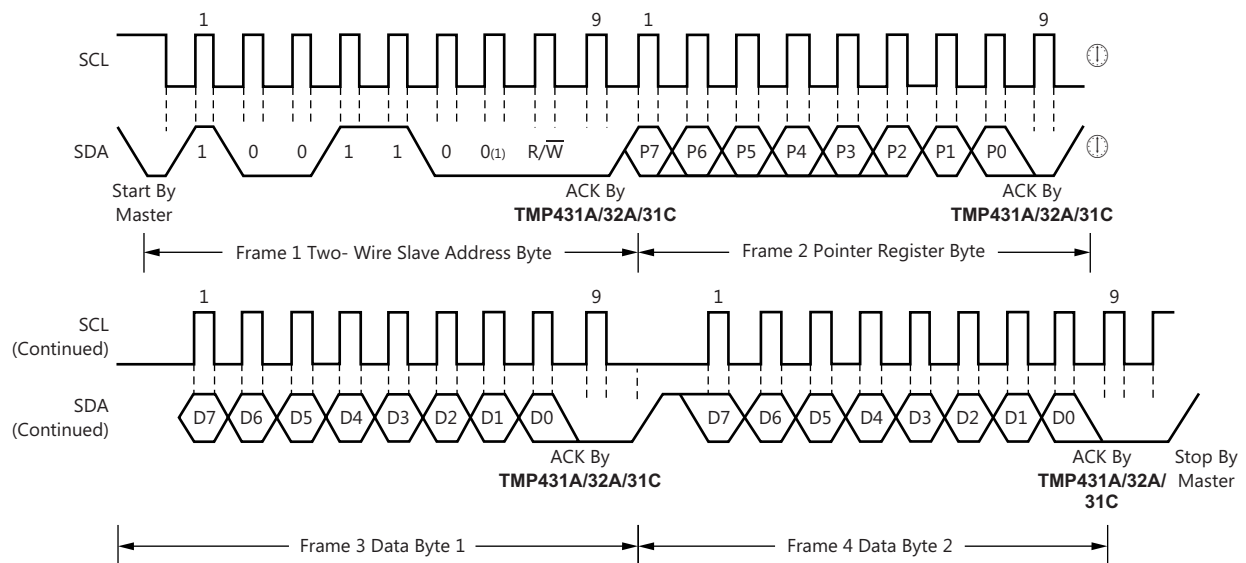 1 9 1 9
SCL
SDA 1 0 0 1 1 0 0(1) R/W̅ P7 P6 P5 P4 P3 P2 P1 P0
Start By
Master
ACK By
TMP431A/32A/31C
ACK By
TMP431A/32A/31C
Frame 1 Two- Wire Slave Address Byte
Frame 2 Pointer Register Byte
1 9 1 9
SCL
(Continued)
SDA
(Continued)
D7 D6 D5 D4 D3 D2 D1 D0 D7 D6 D5 D4 D3 D2 D1 D0
ACK By
TMP431A/32A/31C
ACK By
TMP431A/32A/
31C
Stop By
Master
Frame 3 Data Byte 1
Frame 4 Data Byte 2